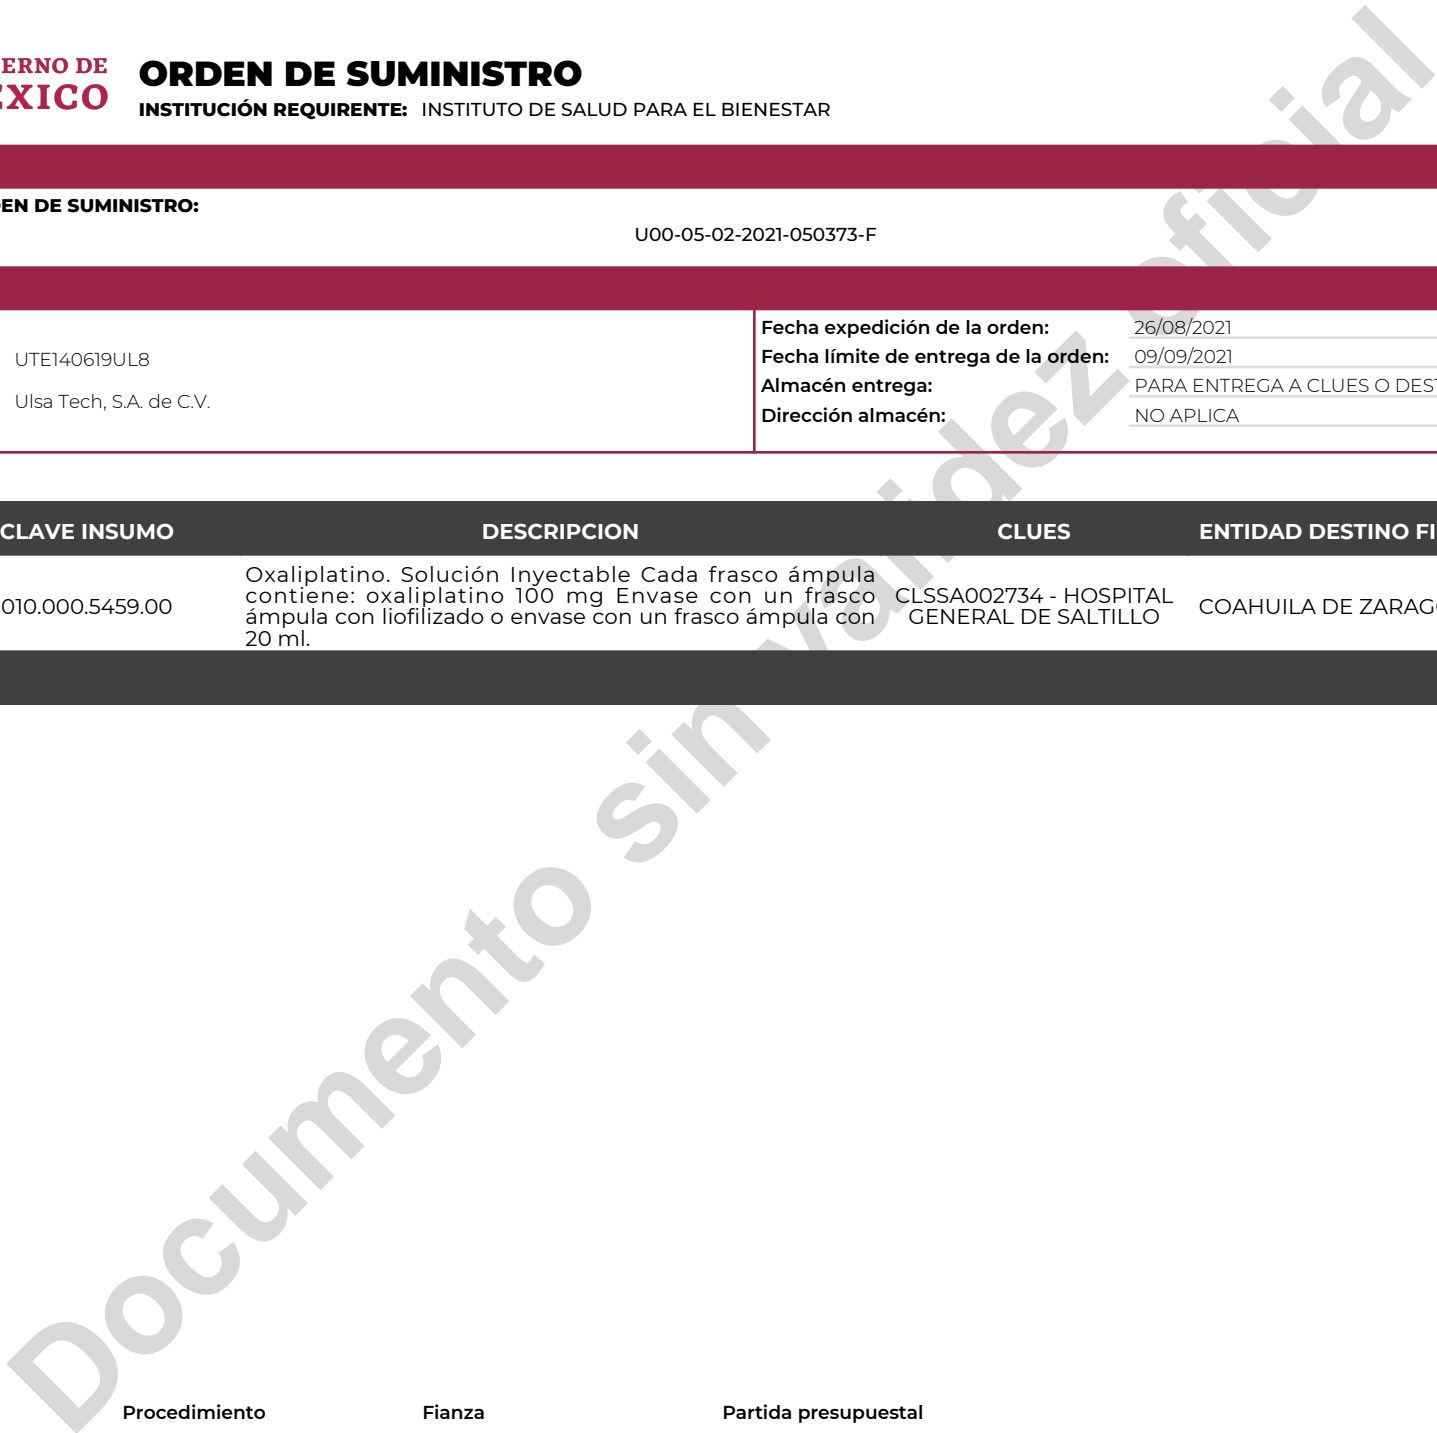 ERNO DE
EXICO
ORDEN DE SUMINISTRO
INSTITUCIÓN REQUIRENTE: INSTITUTO DE SALUD PARA EL BIENESTAR
EN DE SUMINISTRO:
U00-05-02-2021-050373-F
UTE140619UL8
Ulsa Tech, S.A. de C.V.
Fecha expedición de la orden: 26/08/2021
Fecha límite de entrega de la orden: 09/09/2021
Almacén entrega: PARA ENTREGA A CLUES O DEST
Dirección almacén: NO APLICA
CLAVE INSUMO DESCRIPCION CLUES ENTIDAD DESTINO FI
010.000.5459.00
Oxaliplatino. Solución Inyectable Cada frasco ámpula
contiene: oxaliplatino 100 mg Envase con un frasco
ámpula con liofilizado o envase con un frasco ámpula con
20 ml.
CLSSA002734 - HOSPITAL
GENERAL DE SALTILLO
COAHUILA DE ZARAG
Documento sin validez oficial
Procedimiento Fianza Partida presupuestal